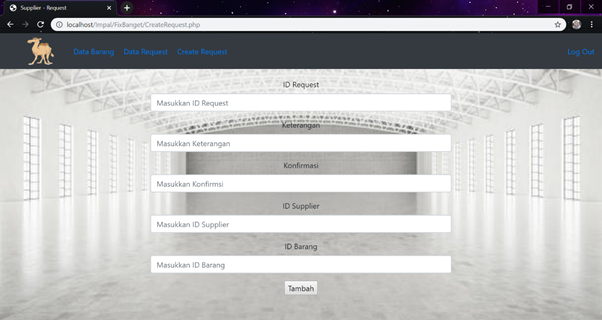 Supplier - Request
localhost/Impal/FixBanget/CreateRequest.php
Data Barang Data Request Create Request Log Out
ID Request
Masukkan ID Request
Keterangan
Masukkan Keterangan
Konfirmasi
Masukkan Konfirmsi
ID Supplier
Masukkan ID Supplier
ID Barang
Masukkan ID Barang
Tambah